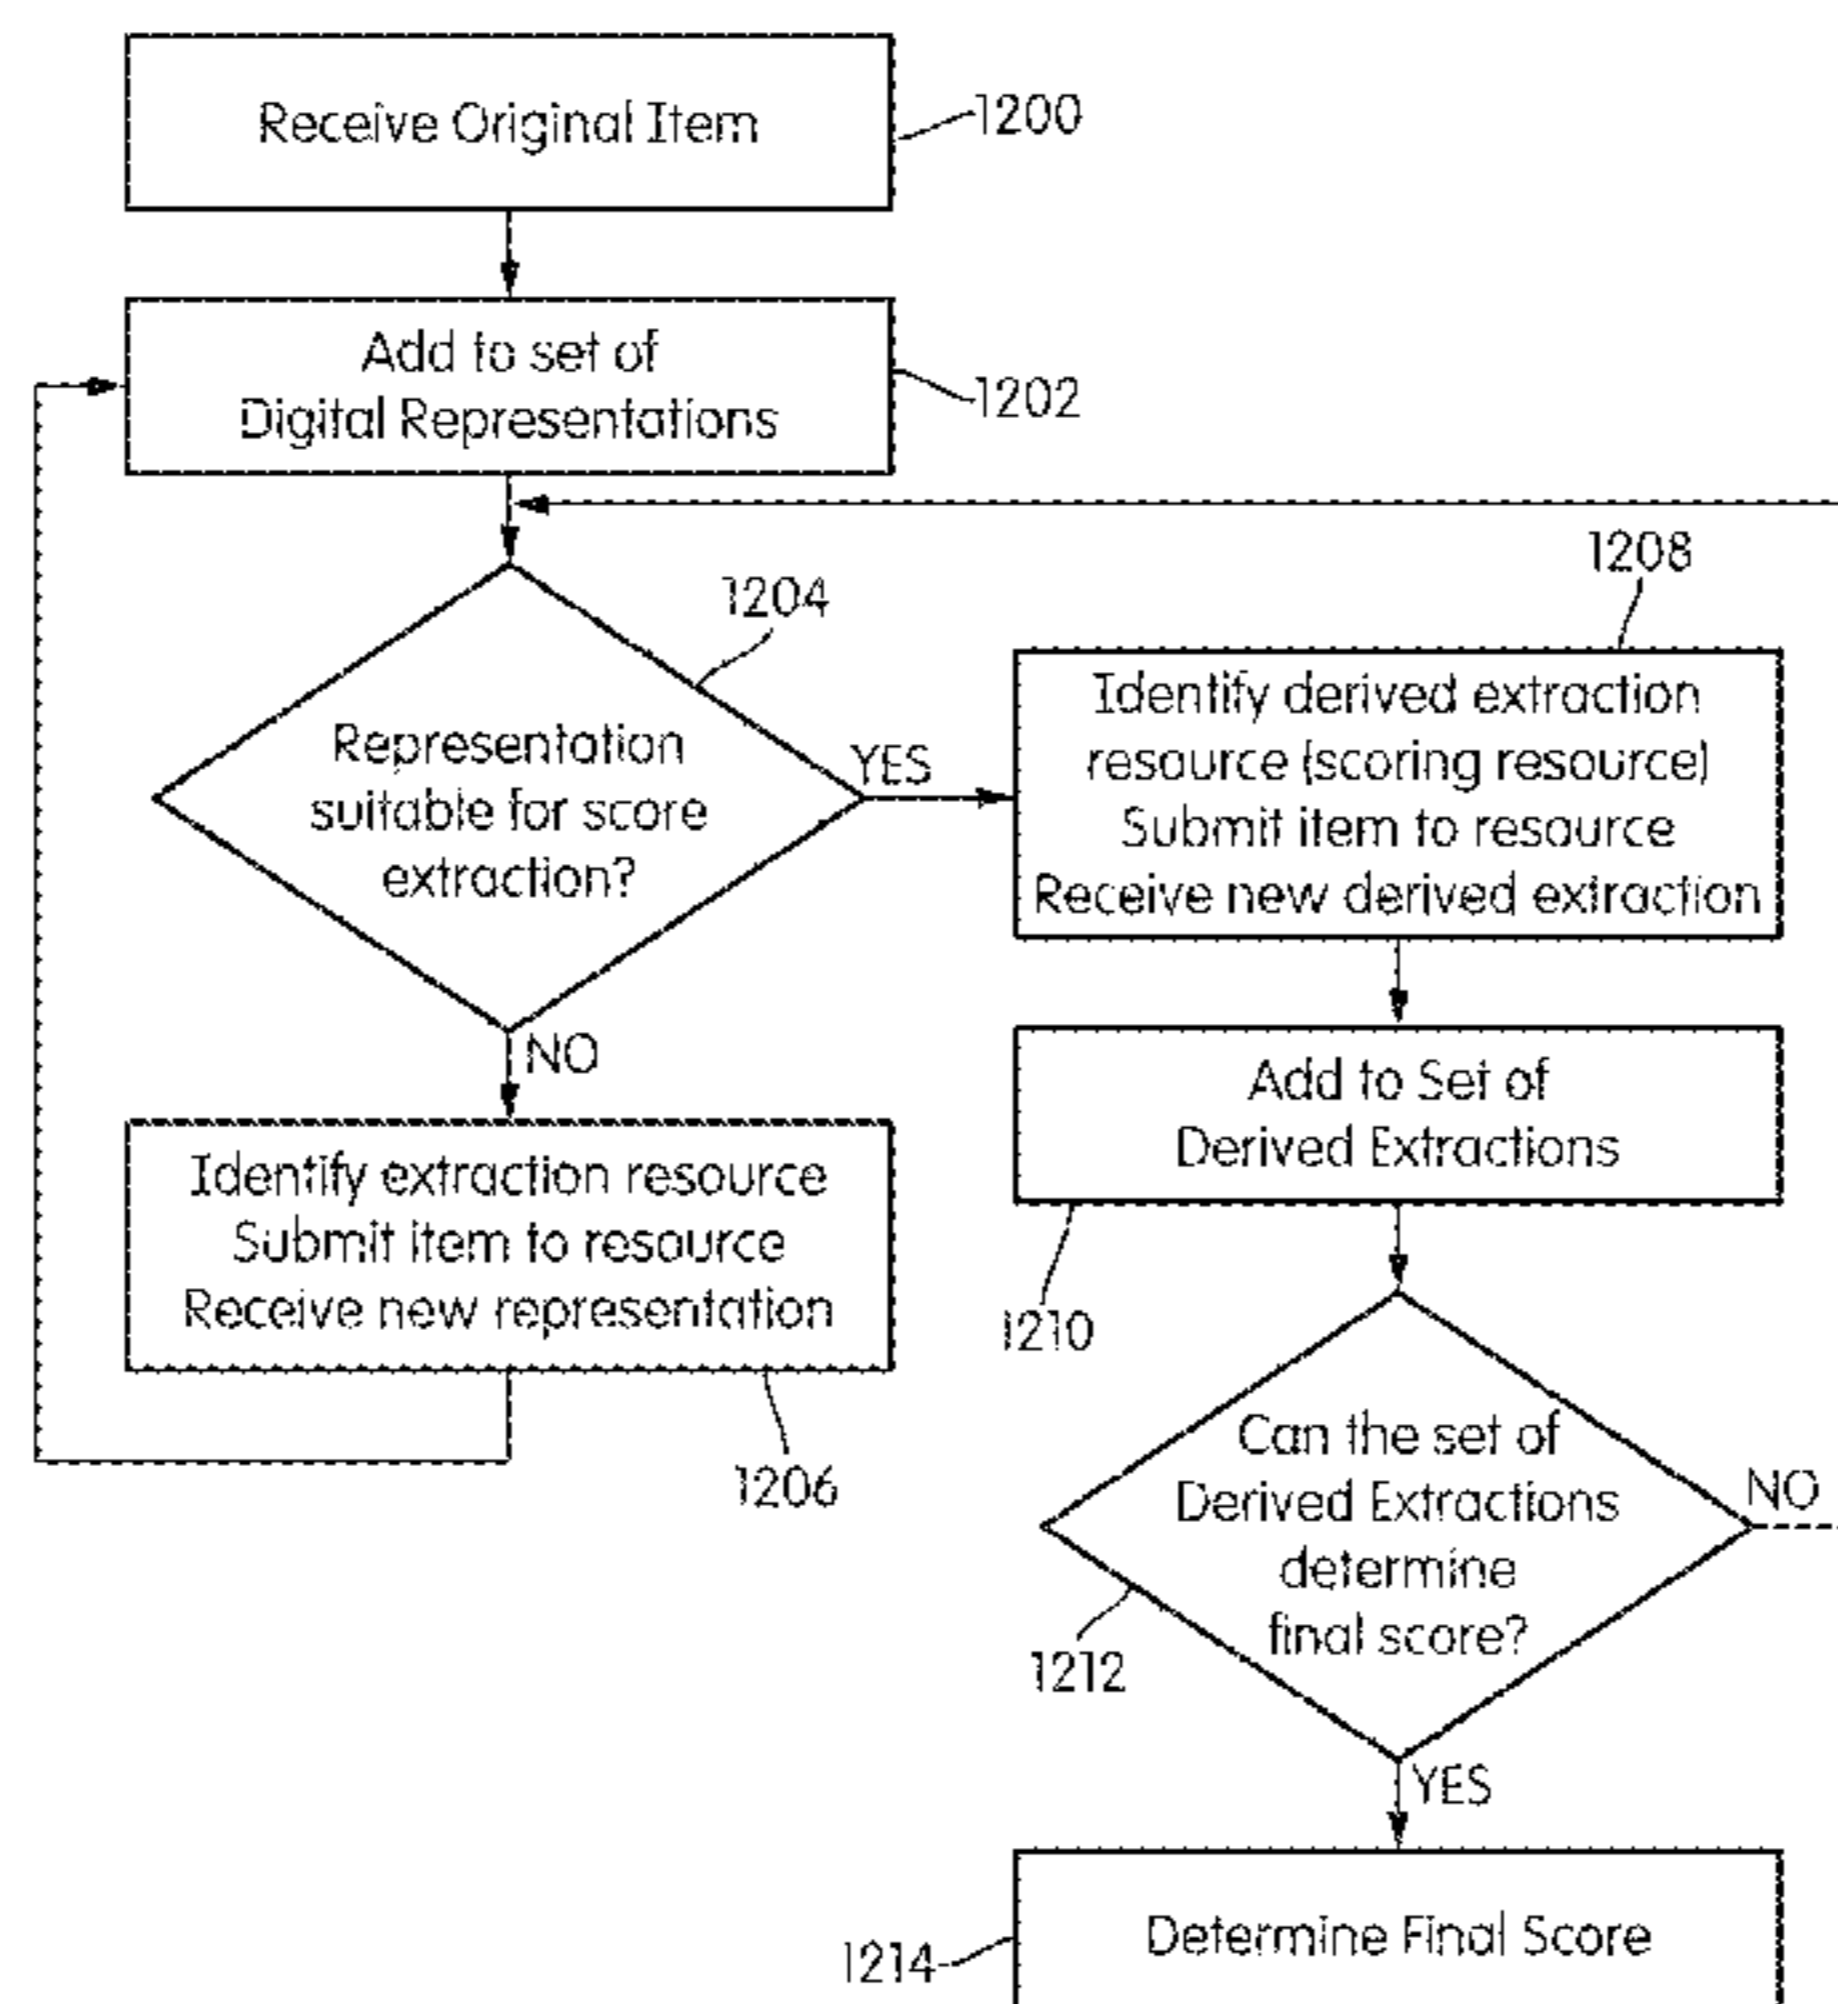 Receive Original Item
1200
Add to set of
Digital Representations
1202
1204
Representation
suitable for score
extraction?
YES
NO
1208
Identify derived extraction
resource (scoring resource)
Submit item to resource
Receive new derived extraction
Identify extraction resource
Submit item to resource
Receive new representation
1206
Add to Set of
Derived Extractions
1210
Can the set of
Derived Extractions
determine
final score?
NO
1212
YES
Determine Final Score
1214